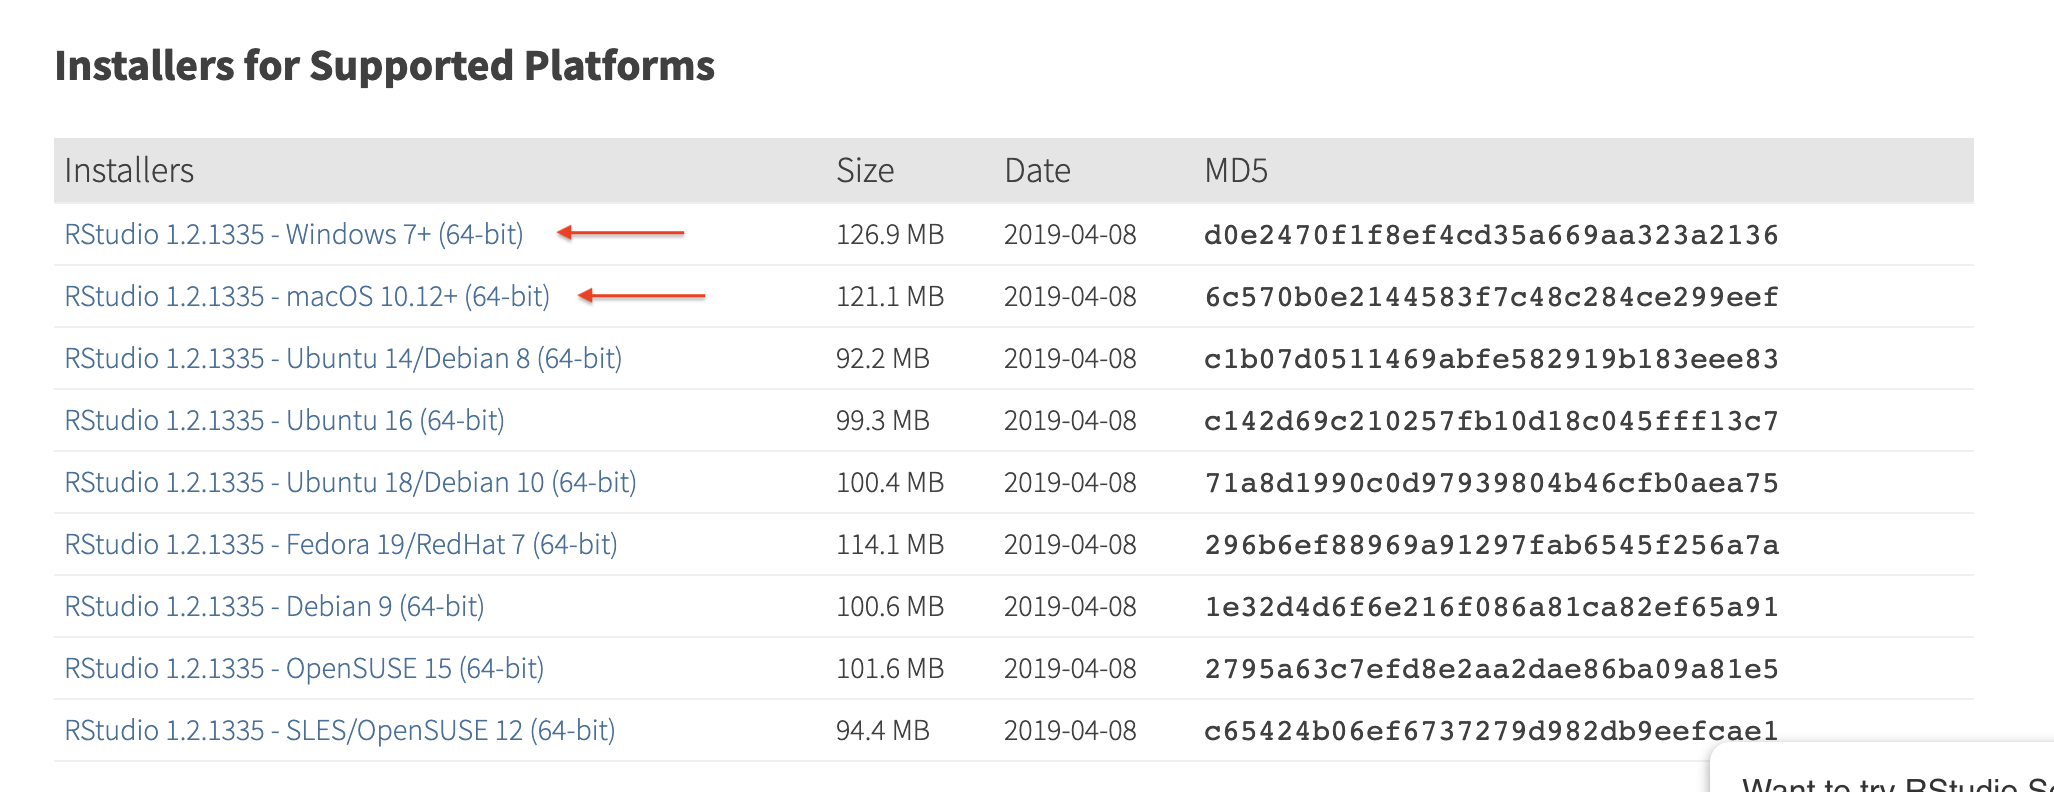 Installers for Supported Platforms
Installers Size Date MD5
RStudio 1.2.1335 - Windows 7+ (64-bit) 126.9 MB 2019-04-08 d0e2470f1f8ef4cd35a669aa323a2136
RStudio 1.2.1335 - macOS 10.12+ (64-bit) 121.1 MB 2019-04-08 6c570b0e2144583f7c48c284ce299eef
RStudio 1.2.1335 - Ubuntu 14/Debian 8 (64-bit) 92.2 MB 2019-04-08 c1b07d0511469abfe582919b183eee83
RStudio 1.2.1335 - Ubuntu 16 (64-bit) 99.3 MB 2019-04-08 c142d69c210257fb10d18c045fff13c7
RStudio 1.2.1335 - Ubuntu 18/Debian 10 (64-bit) 100.4 MB 2019-04-08 71a8d1990c0d97939804b46cfb0aea75
RStudio 1.2.1335 - Fedora 19/RedHat 7 (64-bit) 114.1 MB 2019-04-08 296b6ef88969a91297fab6545f256a7a
RStudio 1.2.1335 - Debian 9 (64-bit) 100.6 MB 2019-04-08 1e32d4d6f6e216f086a81ca82ef65a91
RStudio 1.2.1335 - OpenSUSE 15 (64-bit) 101.6 MB 2019-04-08 2795a63c7efd8e2aa2dae86ba09a81e5
RStudio 1.2.1335 - SLES/OpenSUSE 12 (64-bit) 94.4 MB 2019-04-08 c65424b06ef6737279d982db9eefcae1
Want to try RStudio